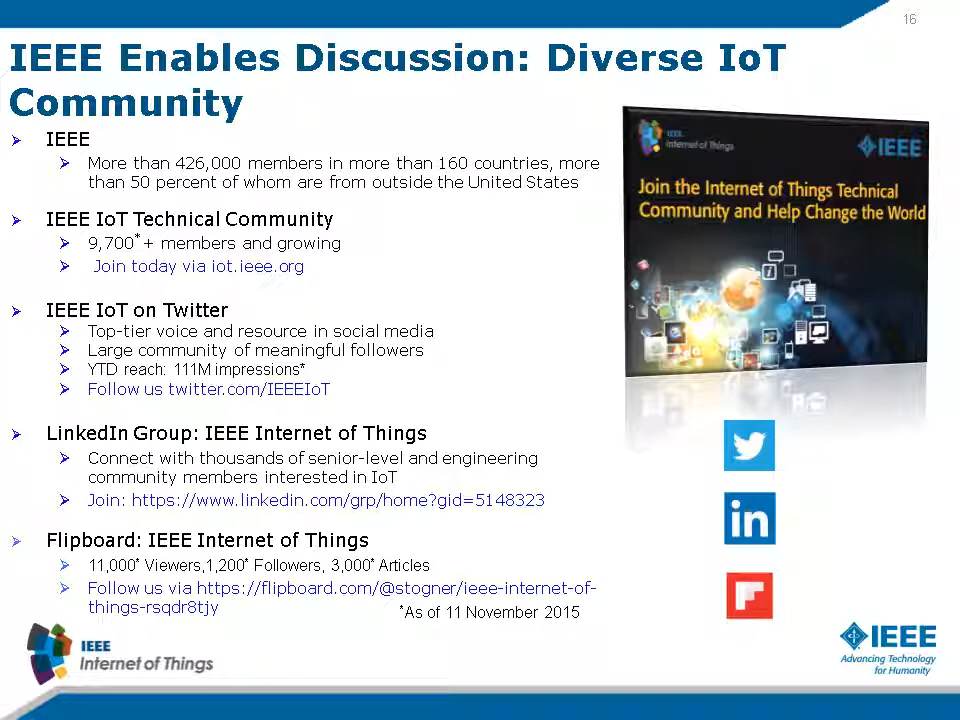 16
IEEE Enables Discussion: Diverse IoT
Community
➢ IEEE
➢ More than 426,000 members in more than 160 countries, more
than 50 percent of whom are from outside the United States
➢ IEEE IoT Technical Community
➢ 9,700*+ members and growing
➢ Join today via iot.ieee.org
➢ IEEE IoT on Twitter
➢ Top-tier voice and resource in social media
➢ Large community of meaningful followers
➢ YTD reach: 111M impressions*
➢ Follow us twitter.com/IEEEIoT
➢ LinkedIn Group: IEEE Internet of Things
➢ Connect with thousands of senior-level and engineering
community members interested in IoT
➢ Join: https://www.linkedin.com/grp/home?gid=5148323
➢ Flipboard: IEEE Internet of Things
➢ 11,000* Viewers,1,200* Followers, 3,000* Articles
➢ Follow us via https://flipboard.com/@stogner/ieee-internet-of-
things-rsqdr8tjy
*As of 11 November 2015
IEEE
Internet of Things
IEEE
Join the Internet of Things Technical
Community and Help Change the World
in
IEEE
Internet of Things
IEEE
Advancing Technology
for Humanity